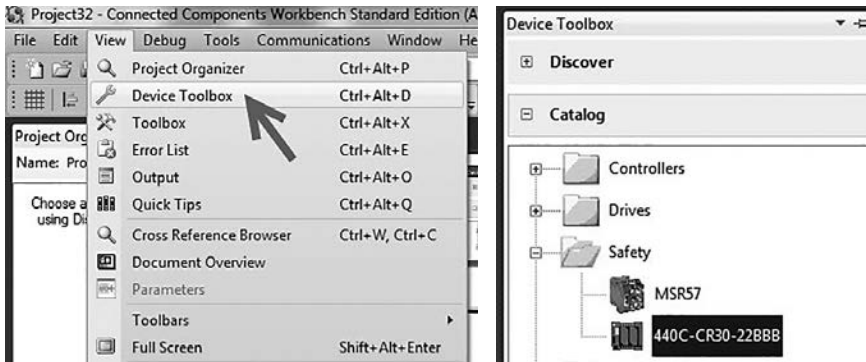 Project32 - Connected Components Workbench Standard Edition (A
File Edit View Debug Tools Communications Window He
Project Organizer Ctrl+Alt+P
Device Toolbox Ctrl+Alt+D
Toolbox Ctrl+Alt+X
Error List Ctrl+Alt+E
Output Ctrl+Alt+O
Quick Tips Ctrl+Alt+Q
Cross Reference Browser Ctrl+W, Ctrl+C
Document Overview
Parameters
Toolbars
Full Screen Shift+Alt+Enter
Project Org
Name: Pro
Choose a
using Di
Device Toolbox
Discover
Catalog
Controllers
Drives
Safety
MSR57
440C-CR30-22BBB